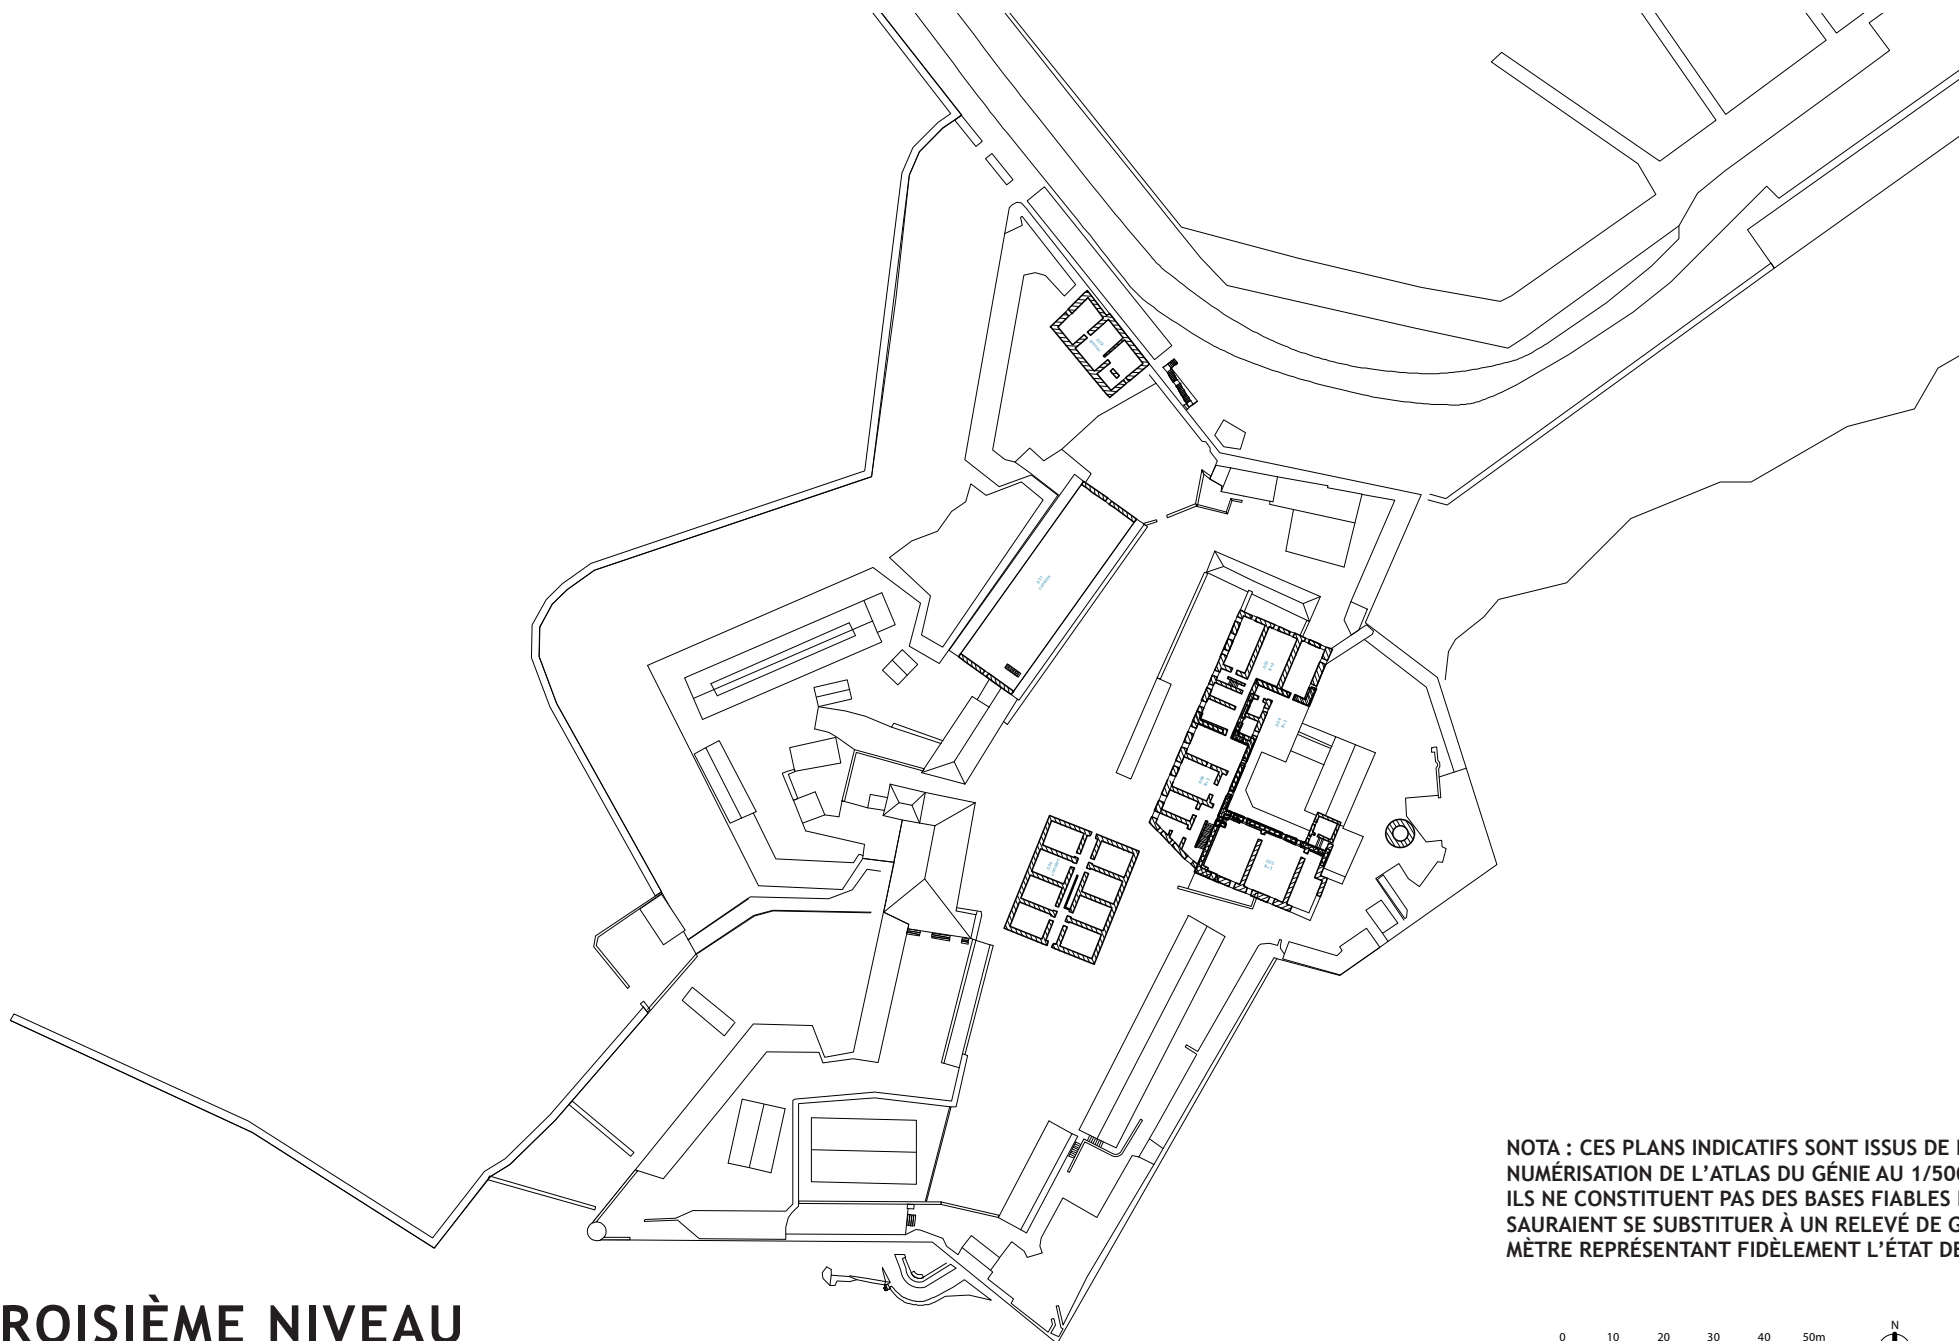 NOTA : CES PLANS INDICATIFS SONT ISSUS DE
NUMÉRISATION DE L'ATLAS DU GÉNIE AU 1/500
ILS NE CONSTITUENT PAS DES BASES FIABLES
SAURAIENT SE SUBSTITUER À UN RELEVÉ DE G
MÈTRE REPRÉSENTANT FIDÈLEMENT L'ÉTAT DE
ROISIÈME NIVEAU
0 10 20 30 40 50m
N